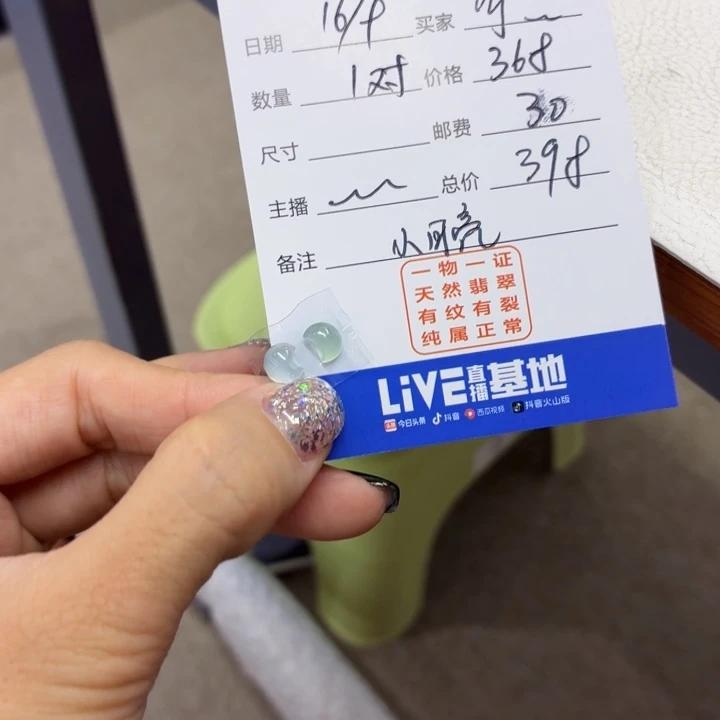 日期 16/8 买家
数量 1对 价格 368
尺寸 邮费 30
主播 总价 398
备注 小月亮
一物一证
天然翡翠
有纹有裂
纯属正常
LiVE直播基地
今日头条 抖音 西瓜视频 抖音火山版